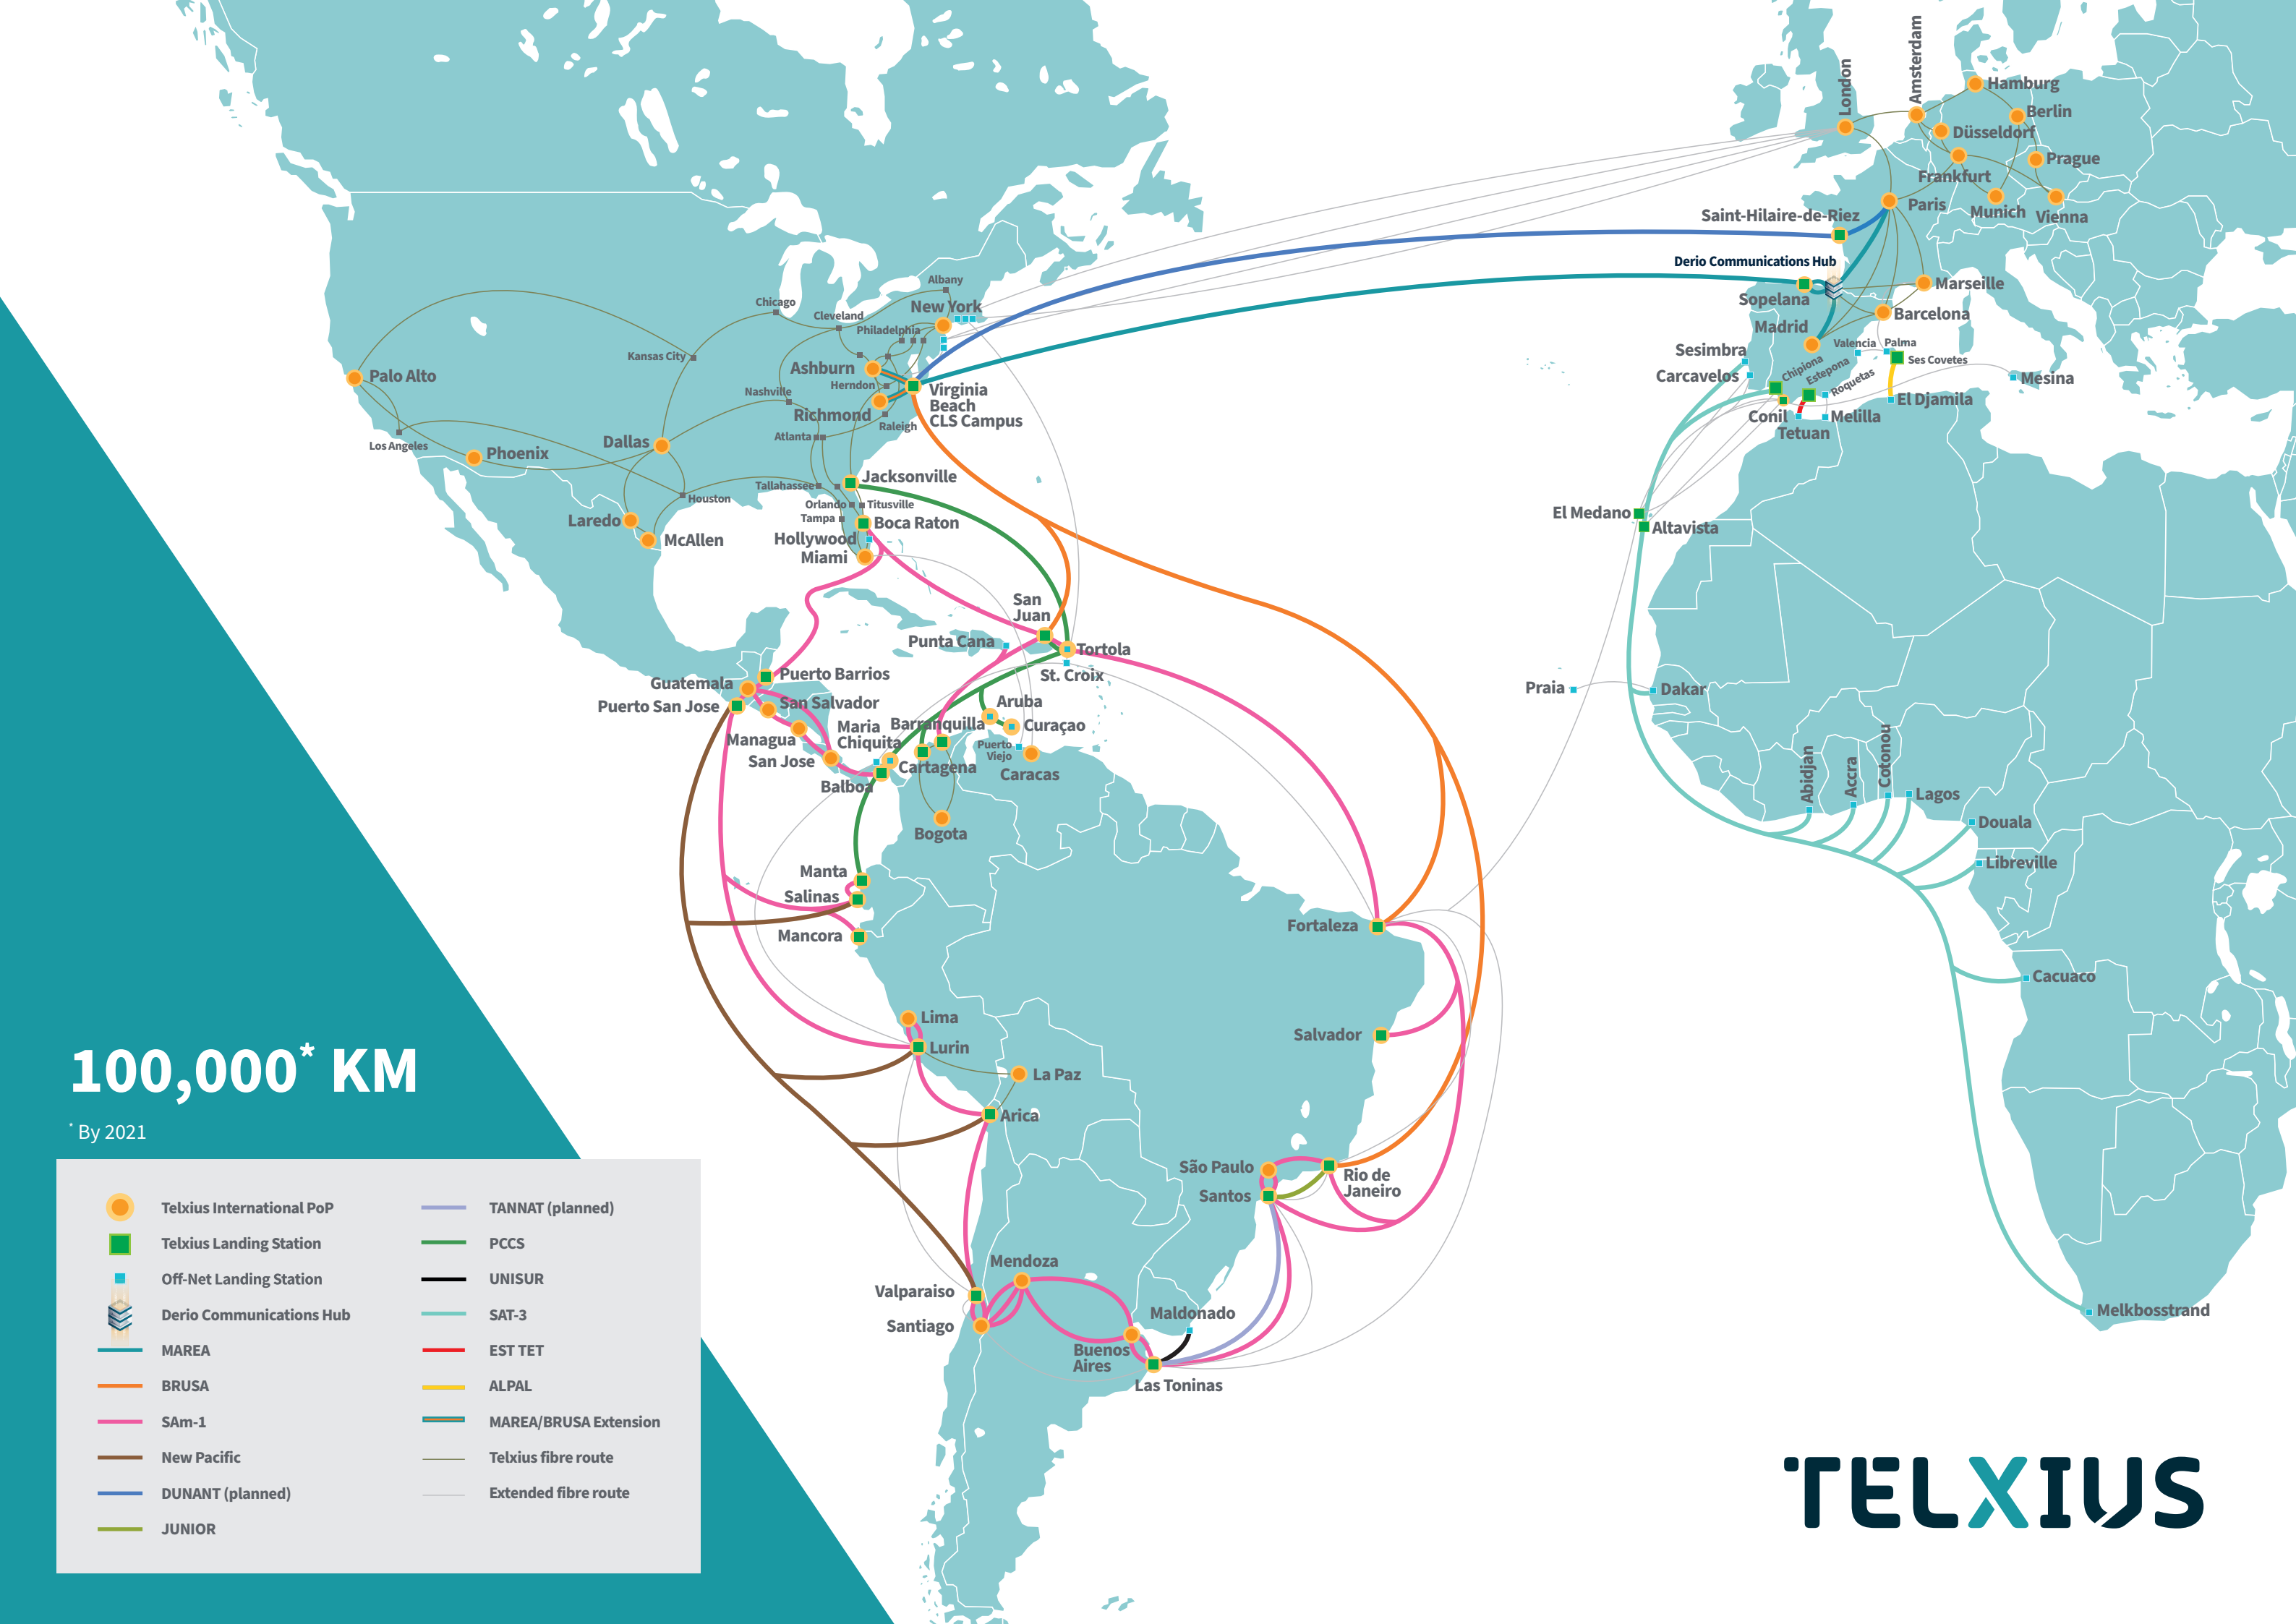 London
Amsterdam
Hamburg
Berlin
Düsseldorf
Prague
Frankfurt
Munich
Vienna
Paris
Saint-Hilaire-de-Riez
Derio Communications Hub
Sopelana
Marseille
Barcelona
Madrid
Valencia
Palma
Ses Covetes
Sesimbra
Carcavelos
Chipiona
Estepona
Roquetas
Mesina
El Djamila
Conil
Melilla
Tetuan
El Medano
Altavista
Praia
Dakar
Abidjan
Accra
Cotonou
Lagos
Douala
Libreville
Cacuaco
Melkbosstrand
Albany
New York
Chicago
Cleveland
Philadelphia
Kansas City
Ashburn
Herndon
Palo Alto
Nashville
Virginia
Beach
CLS Campus
Richmond
Raleigh
Los Angeles
Phoenix
Dallas
Atlanta
Jacksonville
Tallahassee
Houston
Orlando
Titusville
Tampa
Boca Raton
Laredo
McAllen
Hollywood
Miami
San
Juan
Punta Cana
Tortola
St. Croix
Puerto Barrios
Guatemala
Puerto San Jose
San Salvador
Aruba
Managua
Maria
Chiquita
Barranquilla
Curaçao
San Jose
Puerto
Viejo
Cartagena
Caracas
Balboa
Bogota
Manta
Salinas
Mancora
Fortaleza
Salvador
Lima
Lurin
La Paz
Arica
São Paulo
Rio de
Janeiro
Santos
Mendoza
Valparaiso
Maldonado
Santiago
Buenos
Aires
Las Toninas
100,000* KM
* By 2021
Telxius International PoP
Telxius Landing Station
Off-Net Landing Station
Derio Communications Hub
MAREA
BRUSA
SAm-1
New Pacific
DUNANT (planned)
JUNIOR
TANNAT (planned)
PCCS
UNISUR
SAT-3
EST TET
ALPAL
MAREA/BRUSA Extension
Telxius fibre route
Extended fibre route
TELXIUS